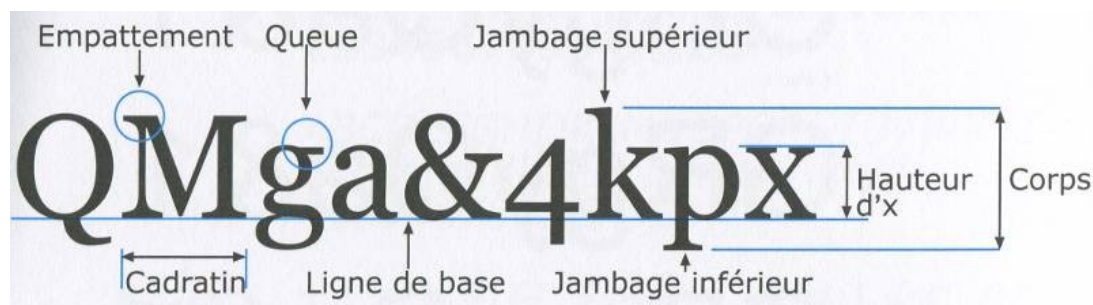 Empattement Queue Jambage supérieur
QMga&4kpx
Hauteur
d'x
Corps
Cadratin Ligne de base Jambage inférieur